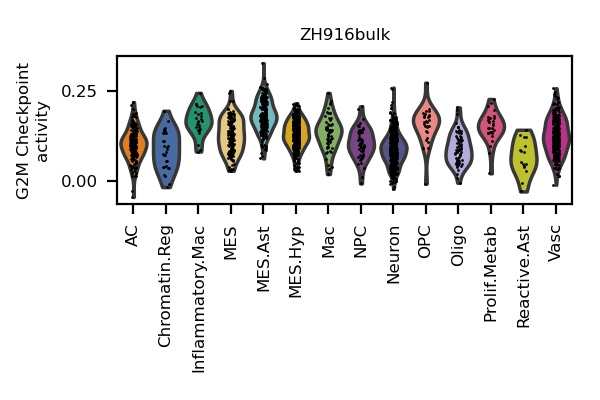 ZH916bulk
G2M Checkpoint
activity
0.25
0.00
AC
Chromatin.Reg
Inflammatory.Mac
MES
MES.Ast
MES.Hyp
Mac
NPC
Neuron
OPC
Oligo
Prolif.Metab
Reactive.Ast
Vasc